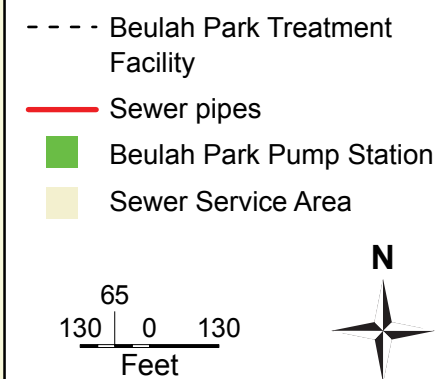 Beulah Park Treatment
Facility
Sewer pipes
Beulah Park Pump Station
Sewer Service Area
N
65
130 0 130
Feet